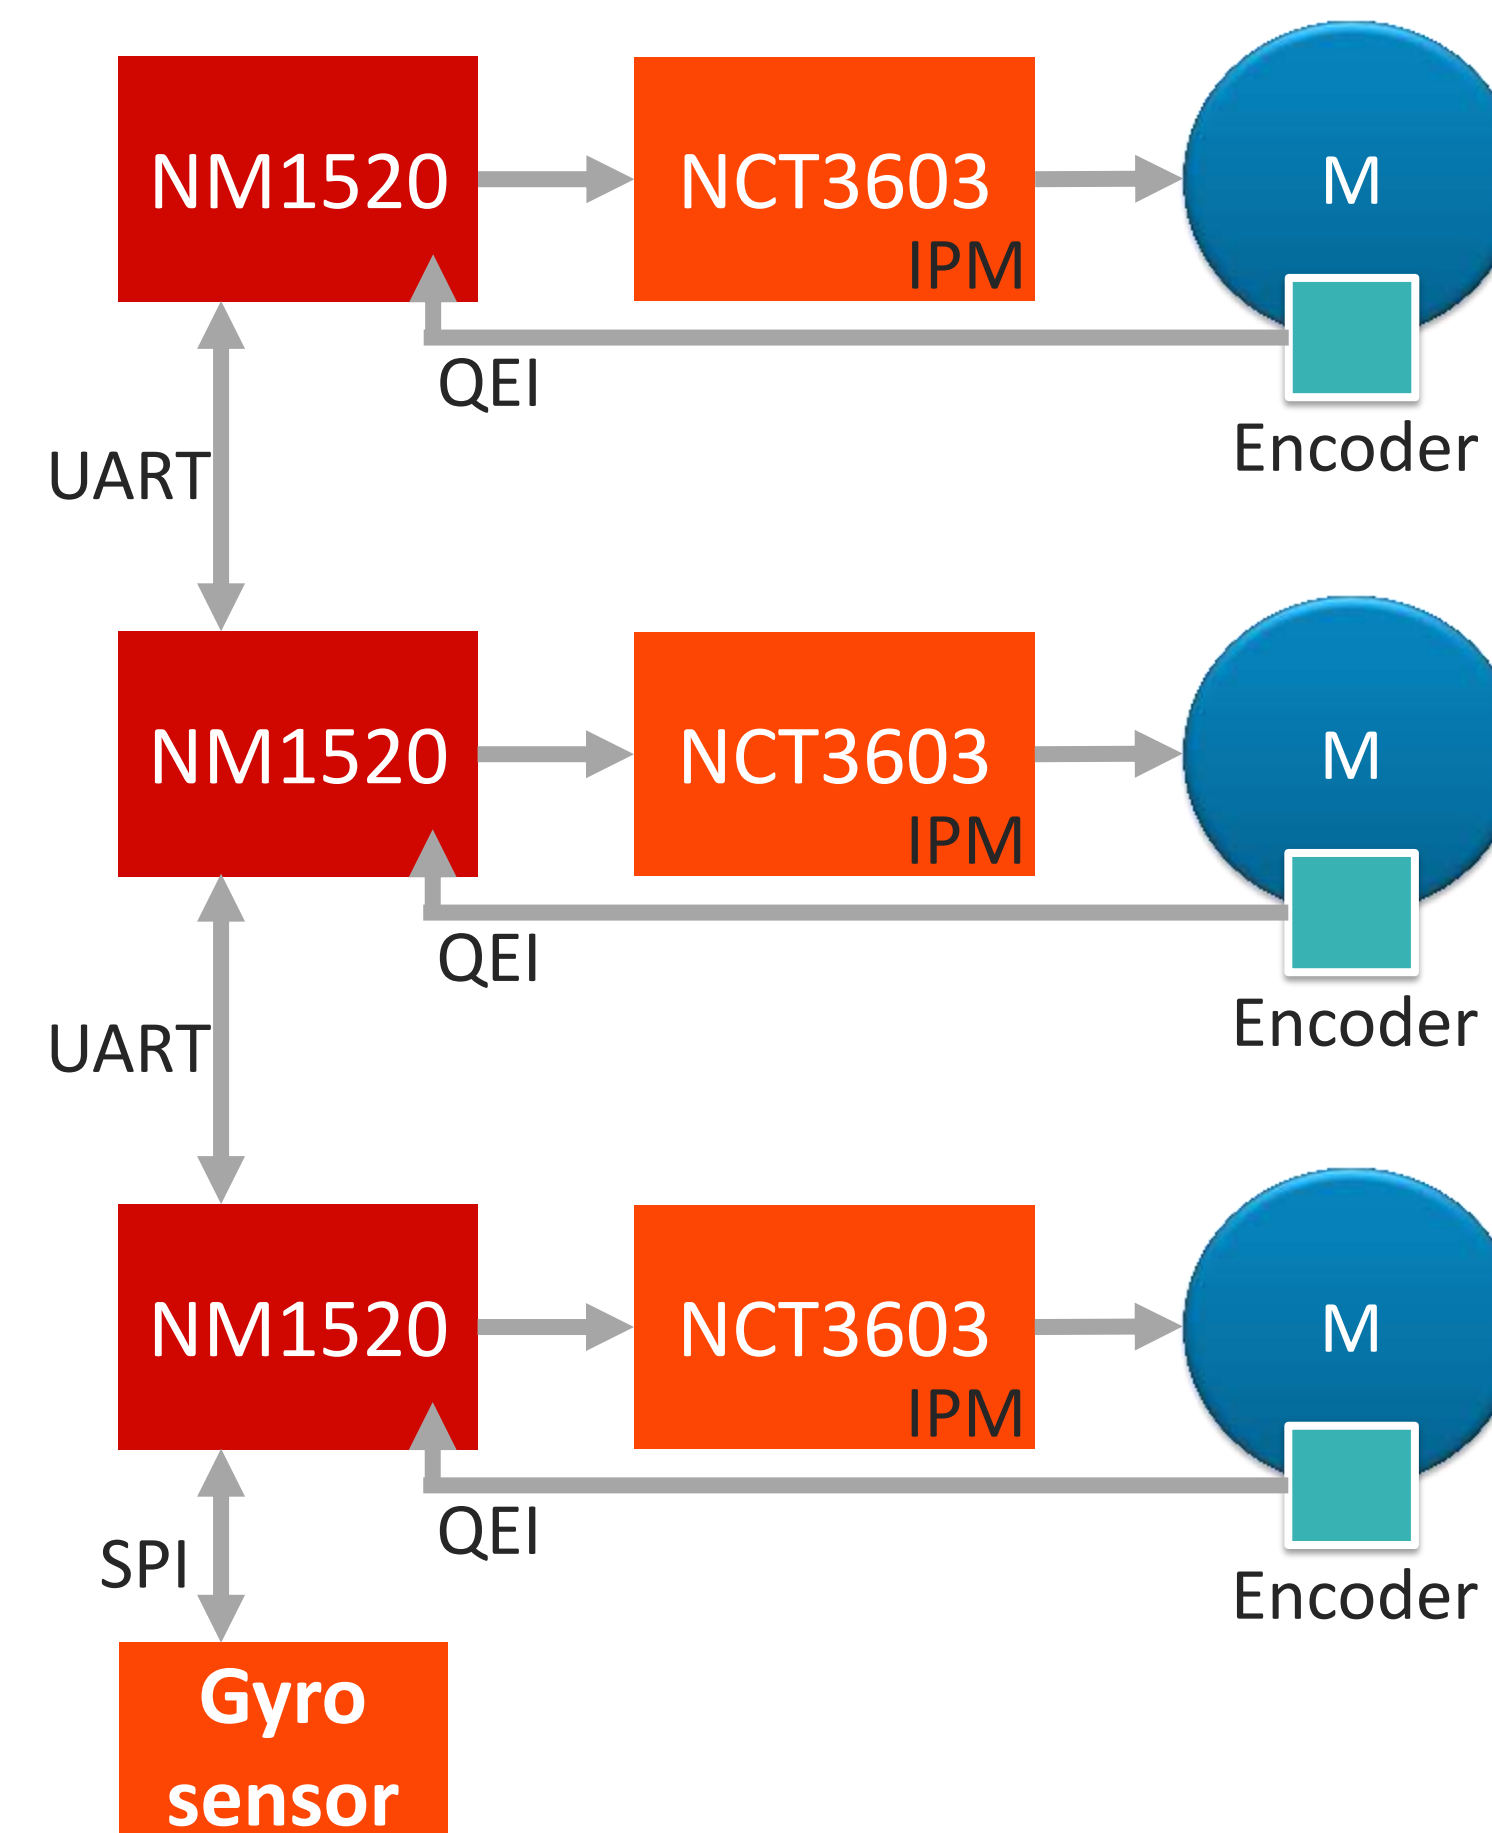 NM1520
NCT3603
IPM
M
QEI
Encoder
UART
NM1520
NCT3603
IPM
M
QEI
Encoder
UART
NM1520
NCT3603
IPM
M
QEI
Encoder
SPI
Gyro
sensor